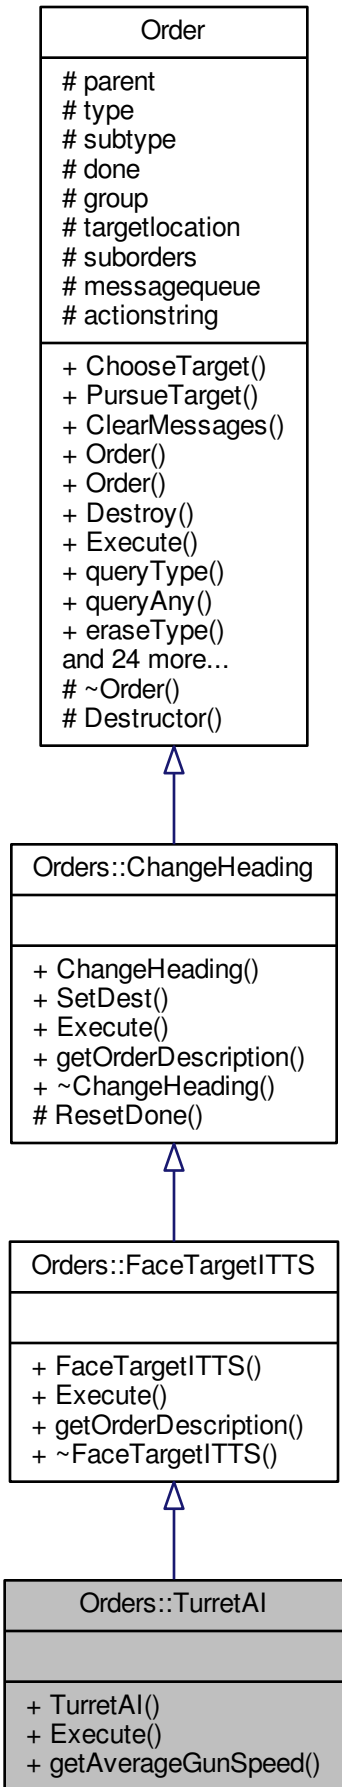 Order
# parent
# type
# subtype
# done
# group
# targetlocation
# suborders
# messagequeue
# actionstring
+ ChooseTarget()
+ PursueTarget()
+ ClearMessages()
+ Order()
+ Order()
+ Destroy()
+ Execute()
+ queryType()
+ queryAny()
+ eraseType()
and 24 more...
# ~Order()
# Destructor()
Orders::ChangeHeading
+ ChangeHeading()
+ SetDest()
+ Execute()
+ getOrderDescription()
+ ~ChangeHeading()
# ResetDone()
Orders::FaceTargetITTS
+ FaceTargetITTS()
+ Execute()
+ getOrderDescription()
+ ~FaceTargetITTS()
Orders::TurretAI
+ TurretAI()
+ Execute()
+ getAverageGunSpeed()